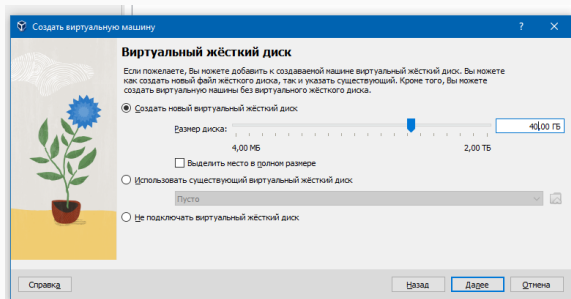 Создать виртуальную машину
Виртуальный жёсткий диск
Если пожелаете, Вы можете добавить к создаваемой машине виртуальный жёсткий диск. Вы можете
как создать новый файл жёсткого диска, так и указать существующий. Кроме того, Вы можете
создать виртуальную машины без виртуального жёсткого диска.
Создать новый виртуальный жёсткий диск
Размер диска:
40,00 ГБ
4,00 МБ
2,00 ТБ
Выделить место в полном размере
Использовать существующий виртуальный жёсткий диск
Пусто
Не подключать виртуальный жёсткий диск
Справка
Назад
Далее
Отмена